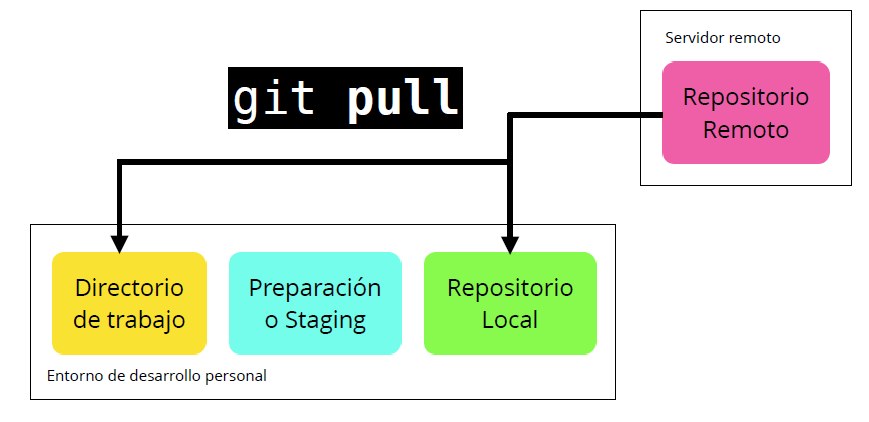 Servidor remoto
git pull
Repositorio
Remoto
Directorio
de trabajo
Preparación
o Staging
Repositorio
Local
Entorno de desarrollo personal